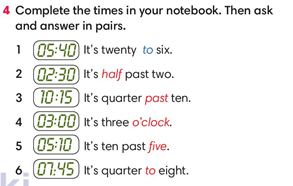 4 Complete the times in your notebook. Then ask
and answer in pairs.
1 05:40 It's twenty to six.
2 02:30 It's half past two.
3 10:15 It's quarter past ten.
4 03:00 It's three o'clock.
5 05:10 It's ten past five.
6 07:45 It's quarter to eight.